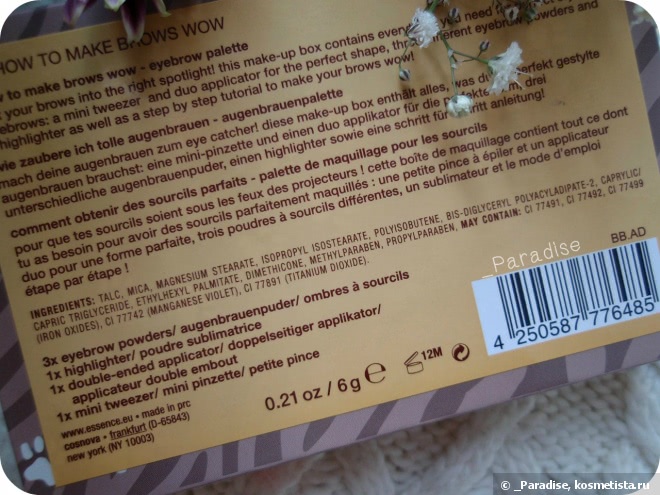 HOW TO MAKE BROWS WOW
to make brows wow - eyebrow palette
your brows into the right spotlight! this make-up box contains you need
eyebrows: a mini tweezer and duo applicator for the perfect shape, three different eyebrow powders and
highlighter as well as a step by step tutorial to make your brows wow!
wie zaubere ich tolle augenbrauen - augenbrauenpalette
mach deine augenbrauen zum eye catcher! diese make-up box enthält alles, was du perfekt gestylte
augenbrauen brauchst: eine mini-pinzette und einen duo applikator für die perfekte drei
unterschiedliche augenbrauenpuder, einen highlighter sowie eine schritt für schritt anleitung!
comment obtenir des sourcils parfaits - palette de maquillage pour les sourcils
pour que tes sourcils soient sous les feux des projecteurs ! cette boîte de maquillage contient tout ce dont
tu as besoin pour avoir des sourcils parfaitement maquillés : une petite pince à épiler et un applicateur
duo pour une forme parfaite, trois poudres à sourcils différentes, un sublimateur et le mode d'emploi
étape par étape !
INGREDIENTS: TALC, MICA, MAGNESIUM STEARATE, ISOPROPYL ISOSTEARATE, POLYISOBUTENE, BIS-DIGLYCERYL POLYACYLADIPATE-2, CAPRYLIC/
CAPRIC TRIGLYCERIDE, ETHYLHEXYL PALMITATE, DIMETHICONE, METHYLPARABEN, PROPYLPARABEN, MAY CONTAIN: CI 77491, CI 77492, CI 77499
(IRON OXIDES), CI 77742 (MANGANESE VIOLET), CI 77891 (TITANIUM DIOXIDE).
_Paradise
BB.AD
3x eyebrow powders/ augenbrauenpuder/ ombres à sourcils
1x highlighter/ poudre sublimatrice
1x double-ended applicator/ doppelseitiger applikator/
applicateur double embout
1x mini tweezer/ mini pinzette/ petite pince
4 250587 776485
0.21 oz / 6g e
12M
www.essence.eu • made in prc
cosnova • frankfurt (D-65843)
(NY 10003)
© _Paradise, kosmetista.ru